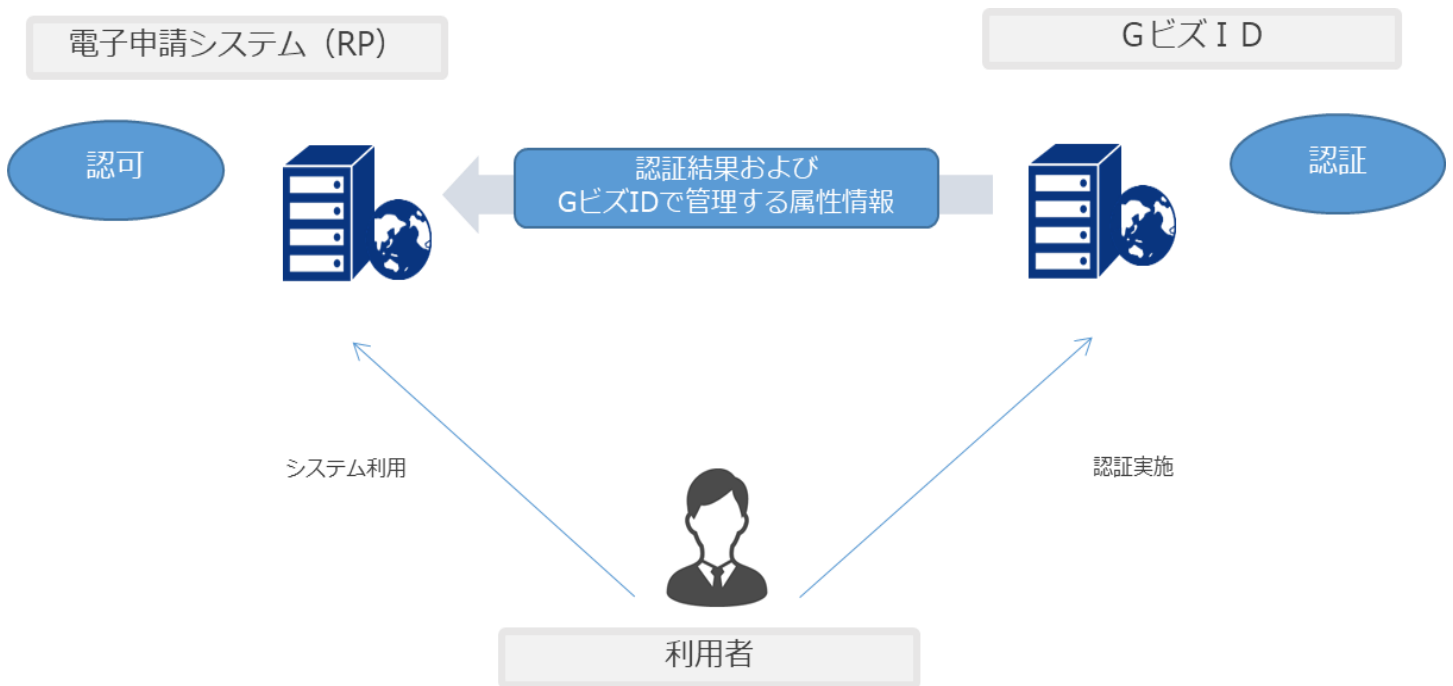 電子申請システム（RP）
GビズＩＤ
認可
認証結果および
GビズIDで管理する属性情報
認証
システム利用
認証実施
利用者